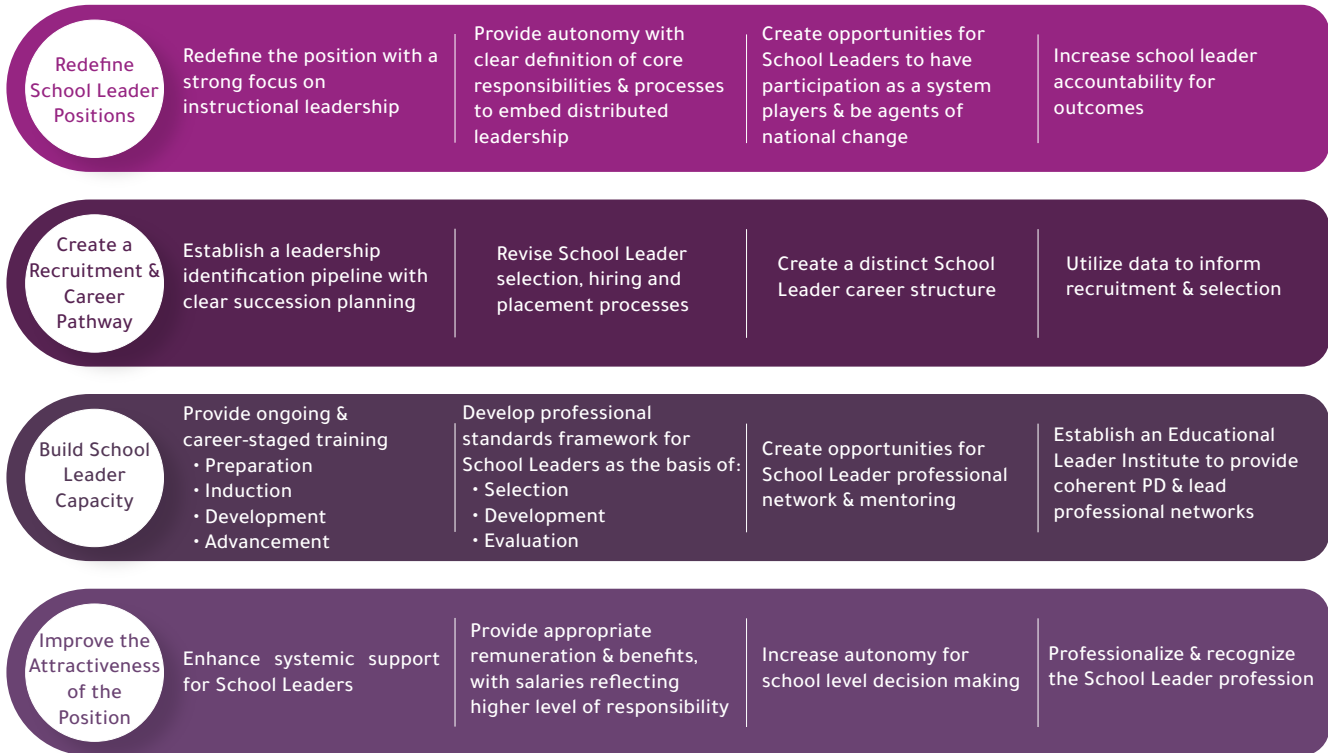 Redefine
School Leader
Positions
Redefine the position with a
strong focus on
instructional leadership
Provide autonomy with
clear definition of core
responsibilities & processes
to embed distributed
leadership
Create opportunities for
School Leaders to have
participation as a system
players & be agents of
national change
Increase school leader
accountability for
outcomes
Create a
Recruitment &
Career
Pathway
Establish a leadership
identification pipeline with
clear succession planning
Revise School Leader
selection, hiring and
placement processes
Create a distinct School
Leader career structure
Utilize data to inform
recruitment & selection
Build School
Leader
Capacity
Provide ongoing &
career-staged training
• Preparation
• Induction
• Development
• Advancement
Develop professional
standards framework for
School Leaders as the basis of:
• Selection
• Development
• Evaluation
Create opportunities for
School Leader professional
network & mentoring
Establish an Educational
Leader Institute to provide
coherent PD & lead
professional networks
Improve the
Attractiveness
of the
Position
Enhance systemic support
for School Leaders
Provide appropriate
remuneration & benefits,
with salaries reflecting
higher level of responsibility
Increase autonomy for
school level decision making
Professionalize & recognize
the School Leader profession